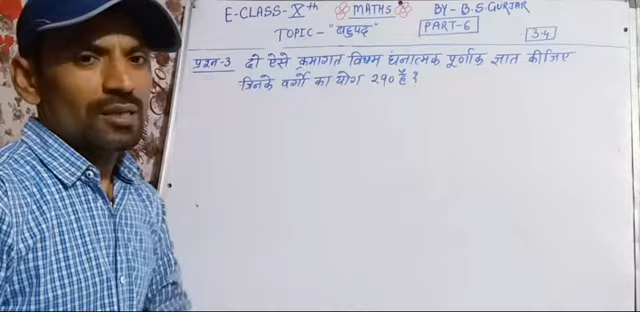 E-CLASS-Xth MATHS BY-B.S.GURJAR
TOPIC-"बहुपद" PART-6 3.4
प्रश्न-3 दो ऐसे क्रमागत विषम धनात्मक पूर्णांक ज्ञात कीजिए
जिनके वर्गों का योग 290 है?